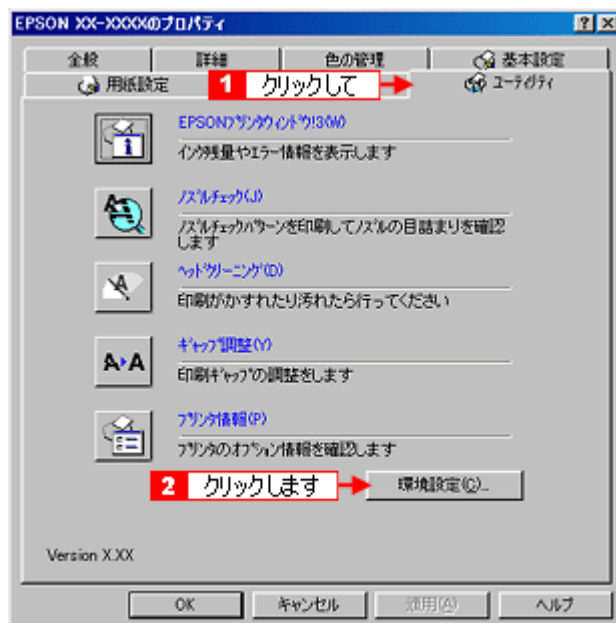 EPSON XX-XXXXのプロパティ
全般 詳細 色の管理 基本設定
用紙設定 1 クリックして ユーティリティ
EPSONプリンタウィンドウ!3(W)
インク残量やエラー情報を表示します
ノズルチェック(J)
ノズルチェックパターンを印刷してノズルの目詰まりを確認
します
ヘッドクリーニング(D)
印刷がかすれたり汚れたら行ってください
ギャップ調整(Y)
印刷ギャップの調整をします
プリンタ情報(P)
プリンタのオプション情報を確認します
2 クリックします 環境設定(C)...
Version X.XX
OK キャンセル 適用(A) ヘルプ